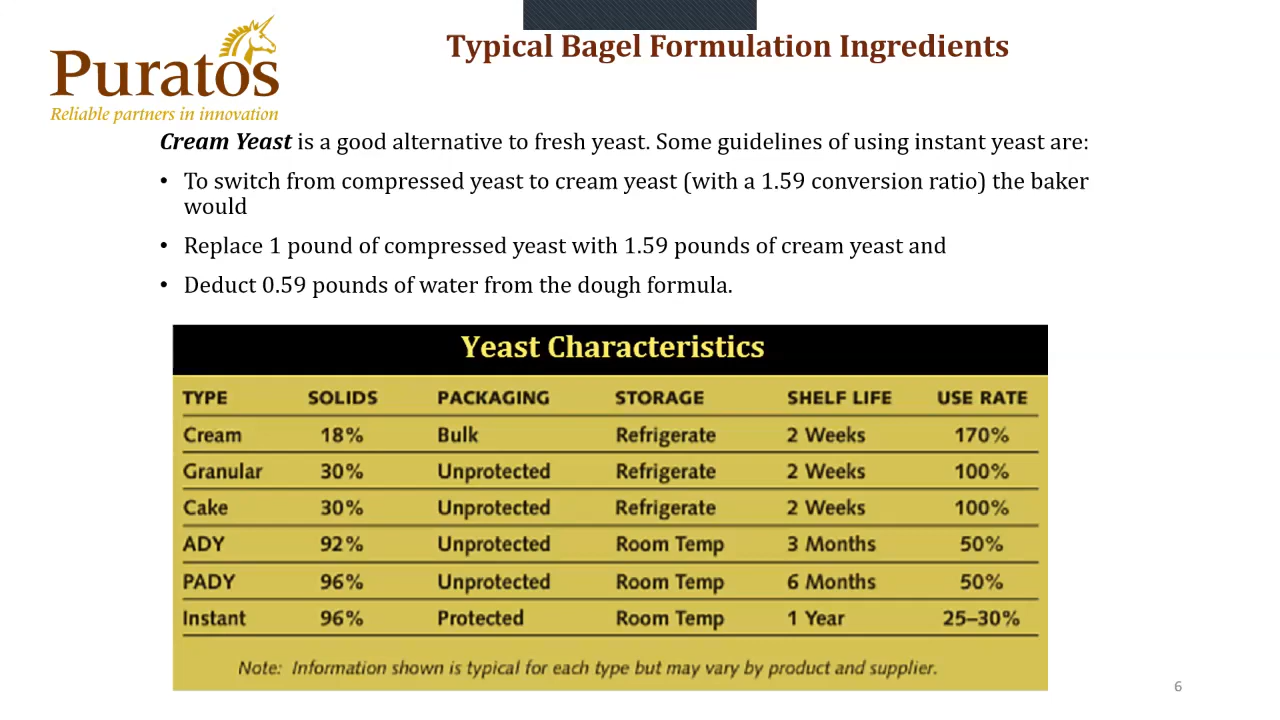 Puratos
Reliable partners in innovation
Typical Bagel Formulation Ingredients
Cream Yeast is a good alternative to fresh yeast. Some guidelines of using instant yeast are:
• To switch from compressed yeast to cream yeast (with a 1.59 conversion ratio) the baker
would
• Replace 1 pound of compressed yeast with 1.59 pounds of cream yeast and
• Deduct 0.59 pounds of water from the dough formula.
Yeast Characteristics
TYPE SOLIDS PACKAGING STORAGE SHELF LIFE USE RATE
Cream 18% Bulk Refrigerate 2 Weeks 170%
Granular 30% Unprotected Refrigerate 2 Weeks 100%
Cake 30% Unprotected Refrigerate 2 Weeks 100%
ADY 92% Unprotected Room Temp 3 Months 50%
PADY 96% Unprotected Room Temp 6 Months 50%
Instant 96% Protected Room Temp 1 Year 25–30%
Note: Information shown is typical for each type but may vary by product and supplier.
6